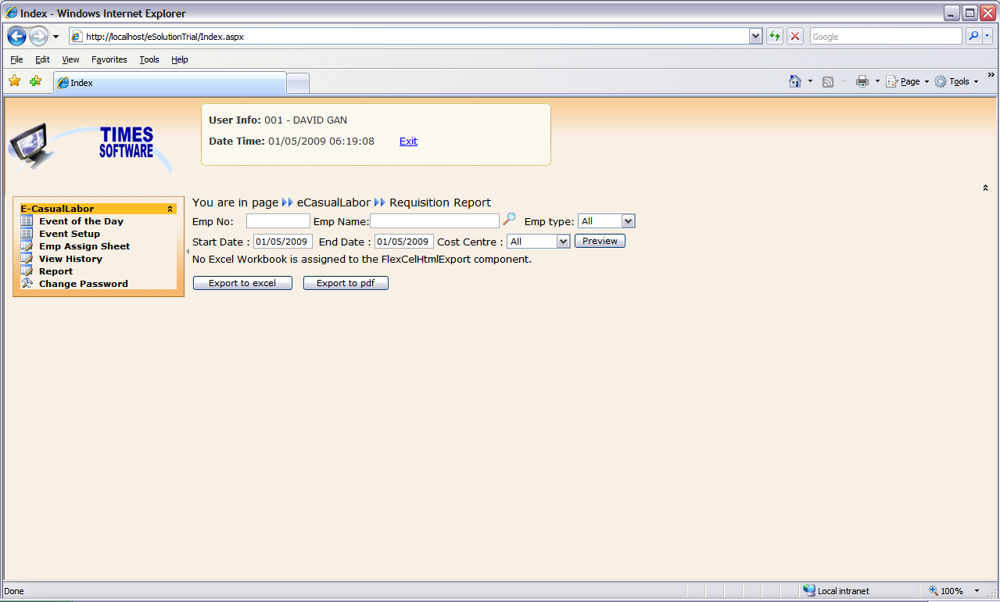 Index - Windows Internet Explorer
http://localhost/eSolutionTrial/Index.aspx
Google
File Edit View Favorites Tools Help
Index
Page Tools
TIMES
SOFTWARE
User Info: 001 - DAVID GAN
Date Time: 01/05/2009 06:19:08 Exit
E-CasualLabor
Event of the Day
Event Setup
Emp Assign Sheet
View History
Report
Change Password
You are in page eCasualLabor Requisition Report
Emp No: Emp Name: Emp type: All
Start Date : 01/05/2009 End Date : 01/05/2009 Cost Centre : All Preview
No Excel Workbook is assigned to the FlexCelHtmlExport component.
Export to excel Export to pdf
Done Local intranet 100%